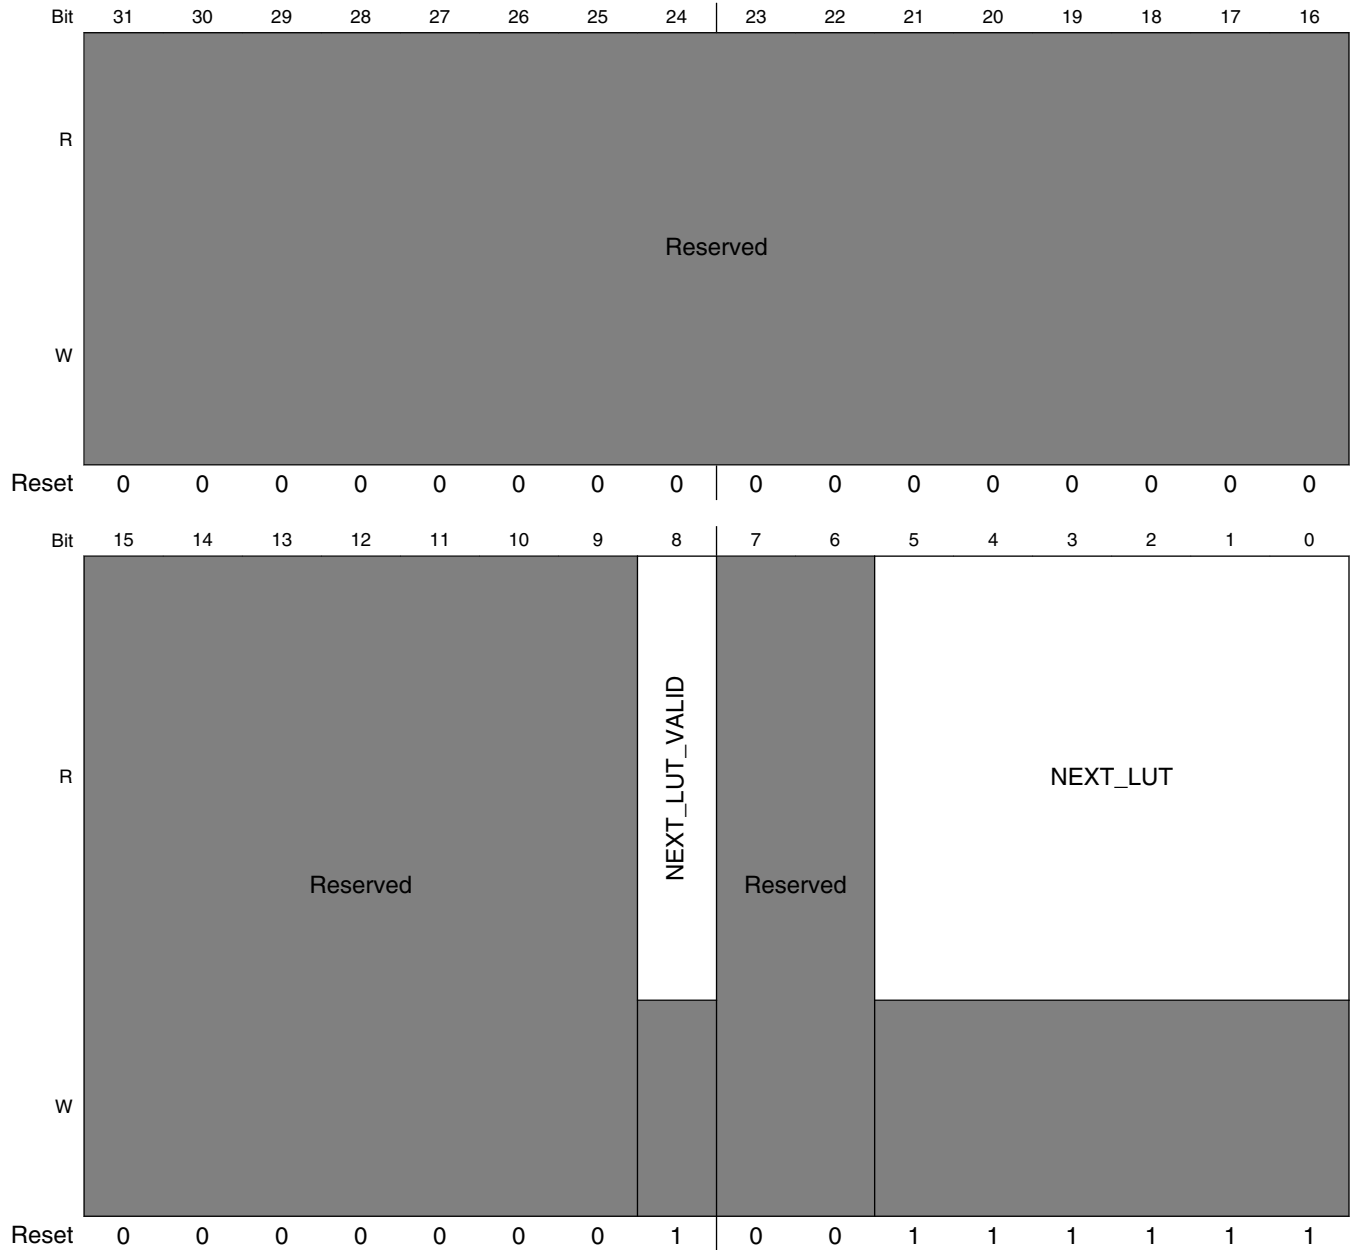 Bit 31 30 29 28 27 26 25 24 23 22 21 20 19 18 17 16
R
Reserved
W
Reset 0 0 0 0 0 0 0 0 0 0 0 0 0 0 0 0
Bit 15 14 13 12 11 10 9 8 7 6 5 4 3 2 1 0
R NEXT_LUT_VALID NEXT_LUT
Reserved Reserved
W
Reset 0 0 0 0 0 0 0 1 0 0 1 1 1 1 1 1